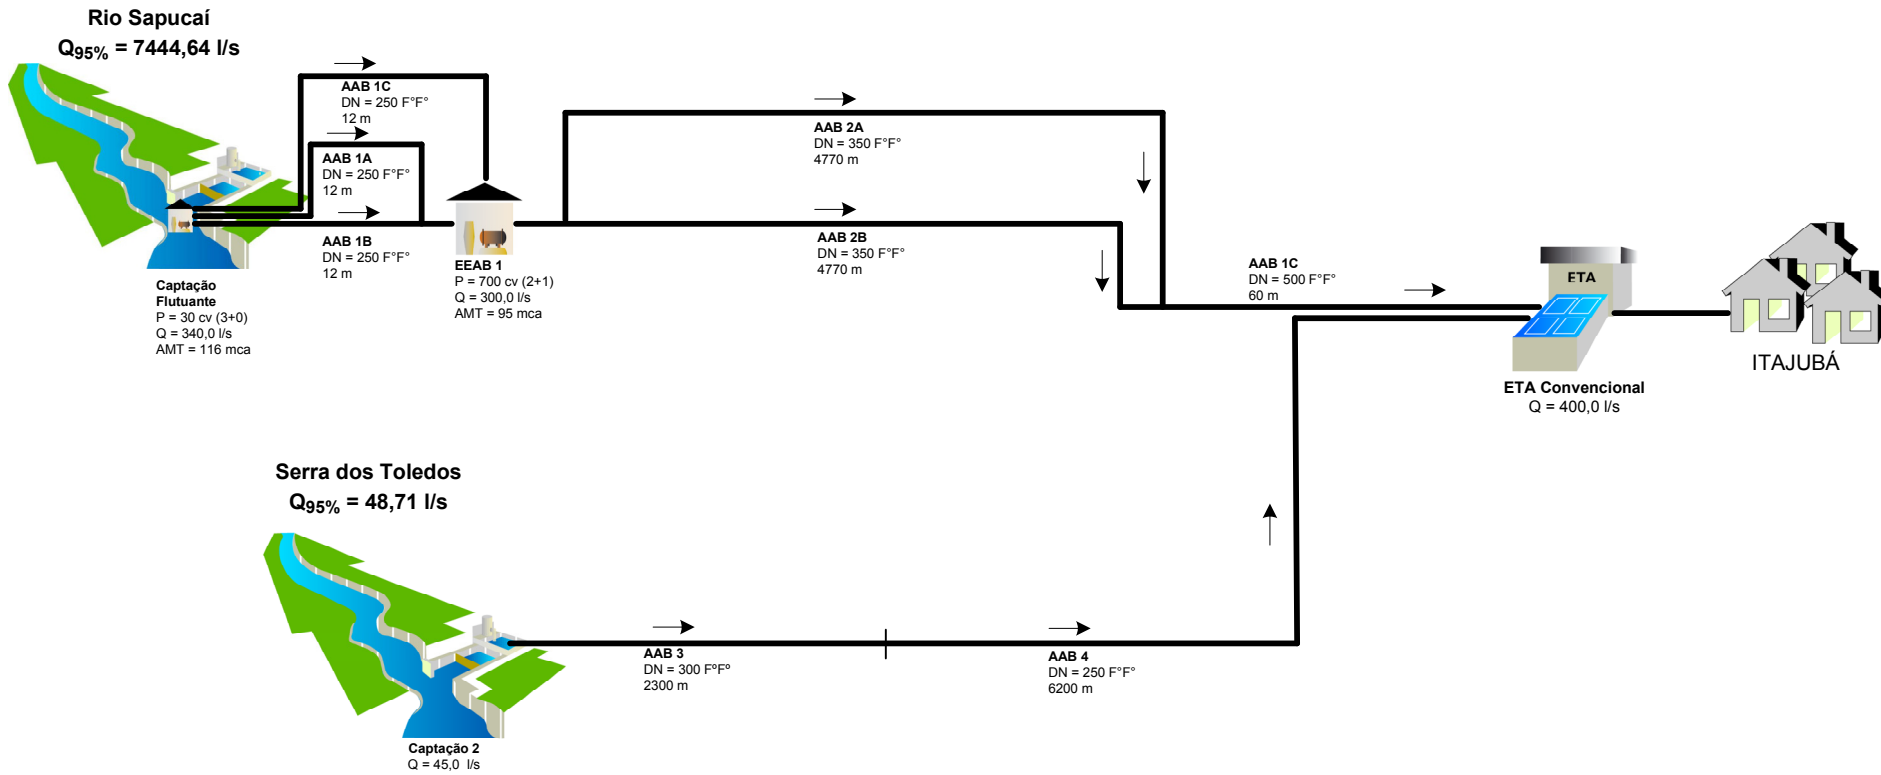 Rio Sapucaí
Q95% = 7444,64 l/s
AAB 1C
DN = 250 F°F°
12 m
AAB 1A
DN = 250 F°F°
12 m
AAB 1B
DN = 250 F°F°
12 m
Captação
Flutuante
P = 30 cv (3+0)
Q = 340,0 l/s
AMT = 116 mca
EEAB 1
P = 700 cv (2+1)
Q = 300,0 l/s
AMT = 95 mca
AAB 2A
DN = 350 F°F°
4770 m
AAB 2B
DN = 350 F°F°
4770 m
AAB 1C
DN = 500 F°F°
60 m
ETA
ETA Convencional
Q = 400,0 l/s
ITAJUBÁ
Serra dos Toledos
Q95% = 48,71 l/s
AAB 3
DN = 300 FºFº
2300 m
AAB 4
DN = 250 F°F°
6200 m
Captação 2
Q = 45,0 l/s